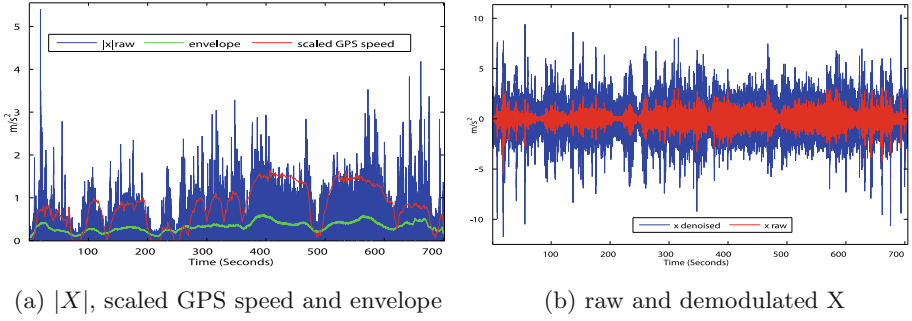 |x|raw envelope scaled GPS speed
5
4
3
2
1
0
m/s²
100 200 300 400 500 600 700
Time (Seconds)
(a) |X|, scaled GPS speed and envelope
10
5
0
-5
-10
m/s²
x denoised x raw
100 200 300 400 500 600 700
Time (Seconds)
(b) raw and demodulated X